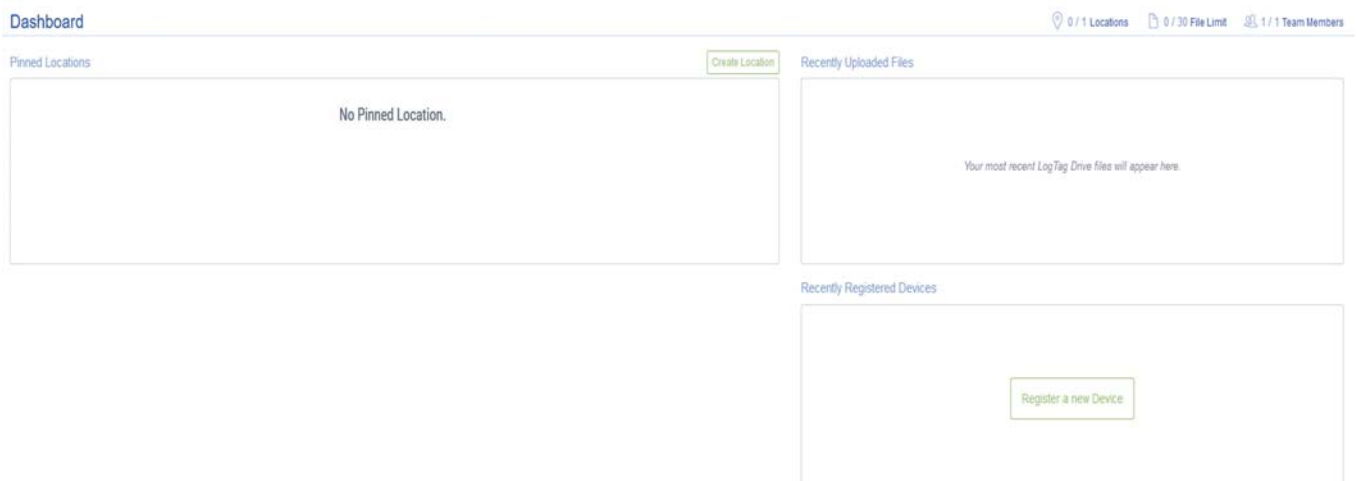 Dashboard
0 / 1 Locations
0 / 30 File Limit
1 / 1 Team Members
Pinned Locations
Create Location
No Pinned Location.
Recently Uploaded Files
Your most recent LogTag Drive files will appear here.
Recently Registered Devices
Register a new Device